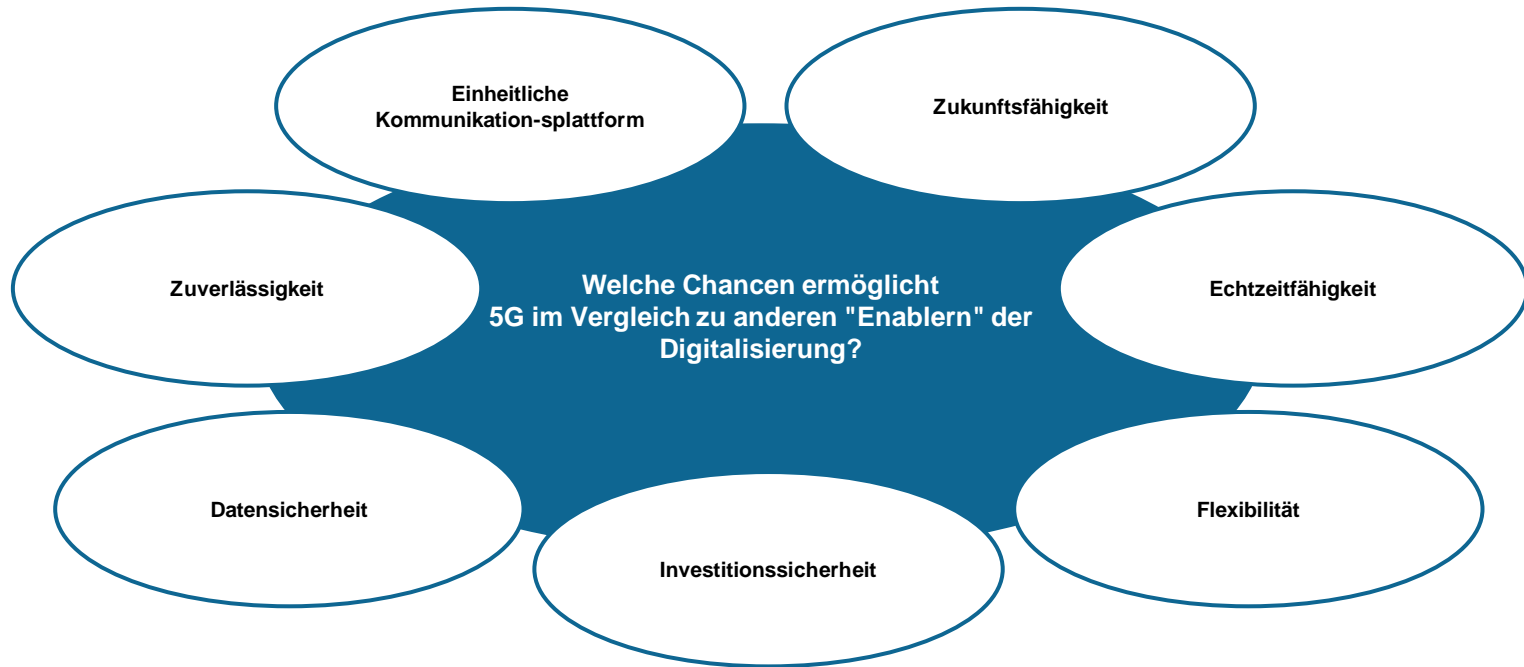 Einheitliche
Kommunikation-splattform
Zukunftsfähigkeit
Zuverlässigkeit
Welche Chancen ermöglicht
5G im Vergleich zu anderen "Enablern" der
Digitalisierung?
Echtzeitfähigkeit
Datensicherheit
Flexibilität
Investitionssicherheit